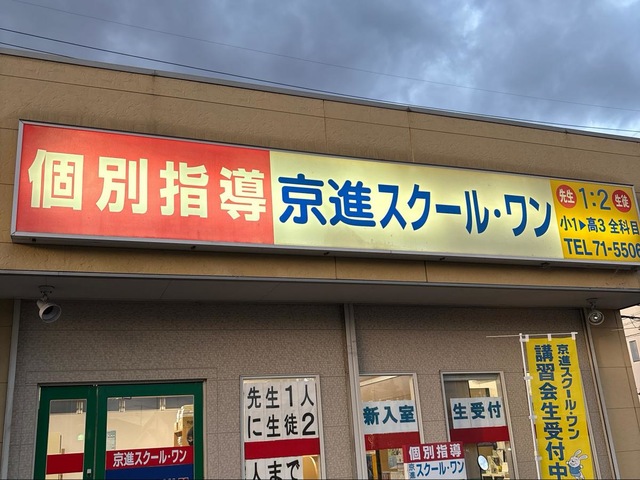 個別指導
京進スクール・ワン
先生 1:2 生徒
小1▶高3 全科目
TEL 71-5506
先生1人
に生徒2
人まで
新入室
生受付
個別指導
京進スクール・ワン
京進スクール・ワン
京進スクール・ワン
講習会生受付中